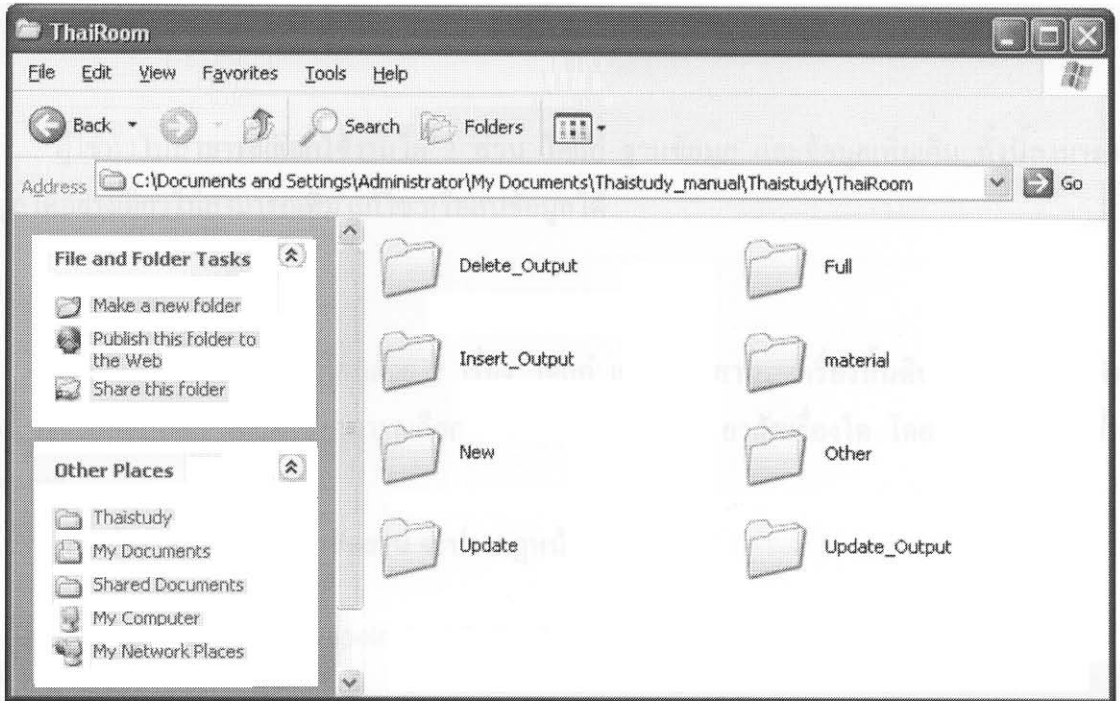 ThaiRoom
File Edit View Favorites Tools Help
Back Search Folders
Address C:\Documents and Settings\Administrator\My Documents\Thaistudy_manual\Thaistudy\ThaiRoom Go
File and Folder Tasks
Make a new folder
Publish this folder to
the Web
Share this folder
Other Places
Thaistudy
My Documents
Shared Documents
My Computer
My Network Places
Delete_Output Full
Insert_Output material
New Other
Update Update_Output